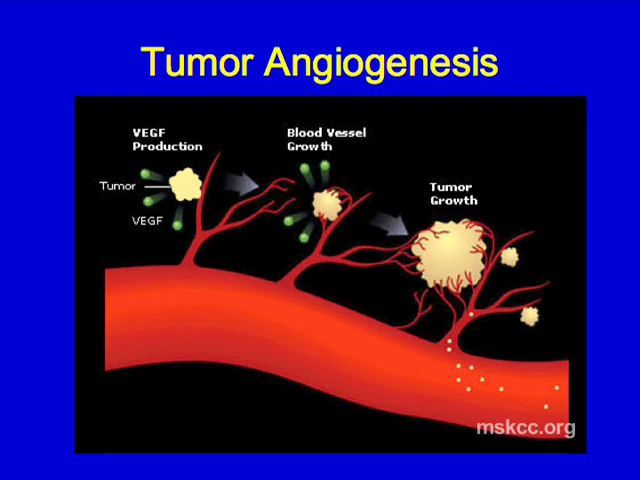 Tumor Angiogenesis
VEGF
Production
Blood Vessel
Growth
Tumor
Tumor
Growth
VEGF
mskcc.org